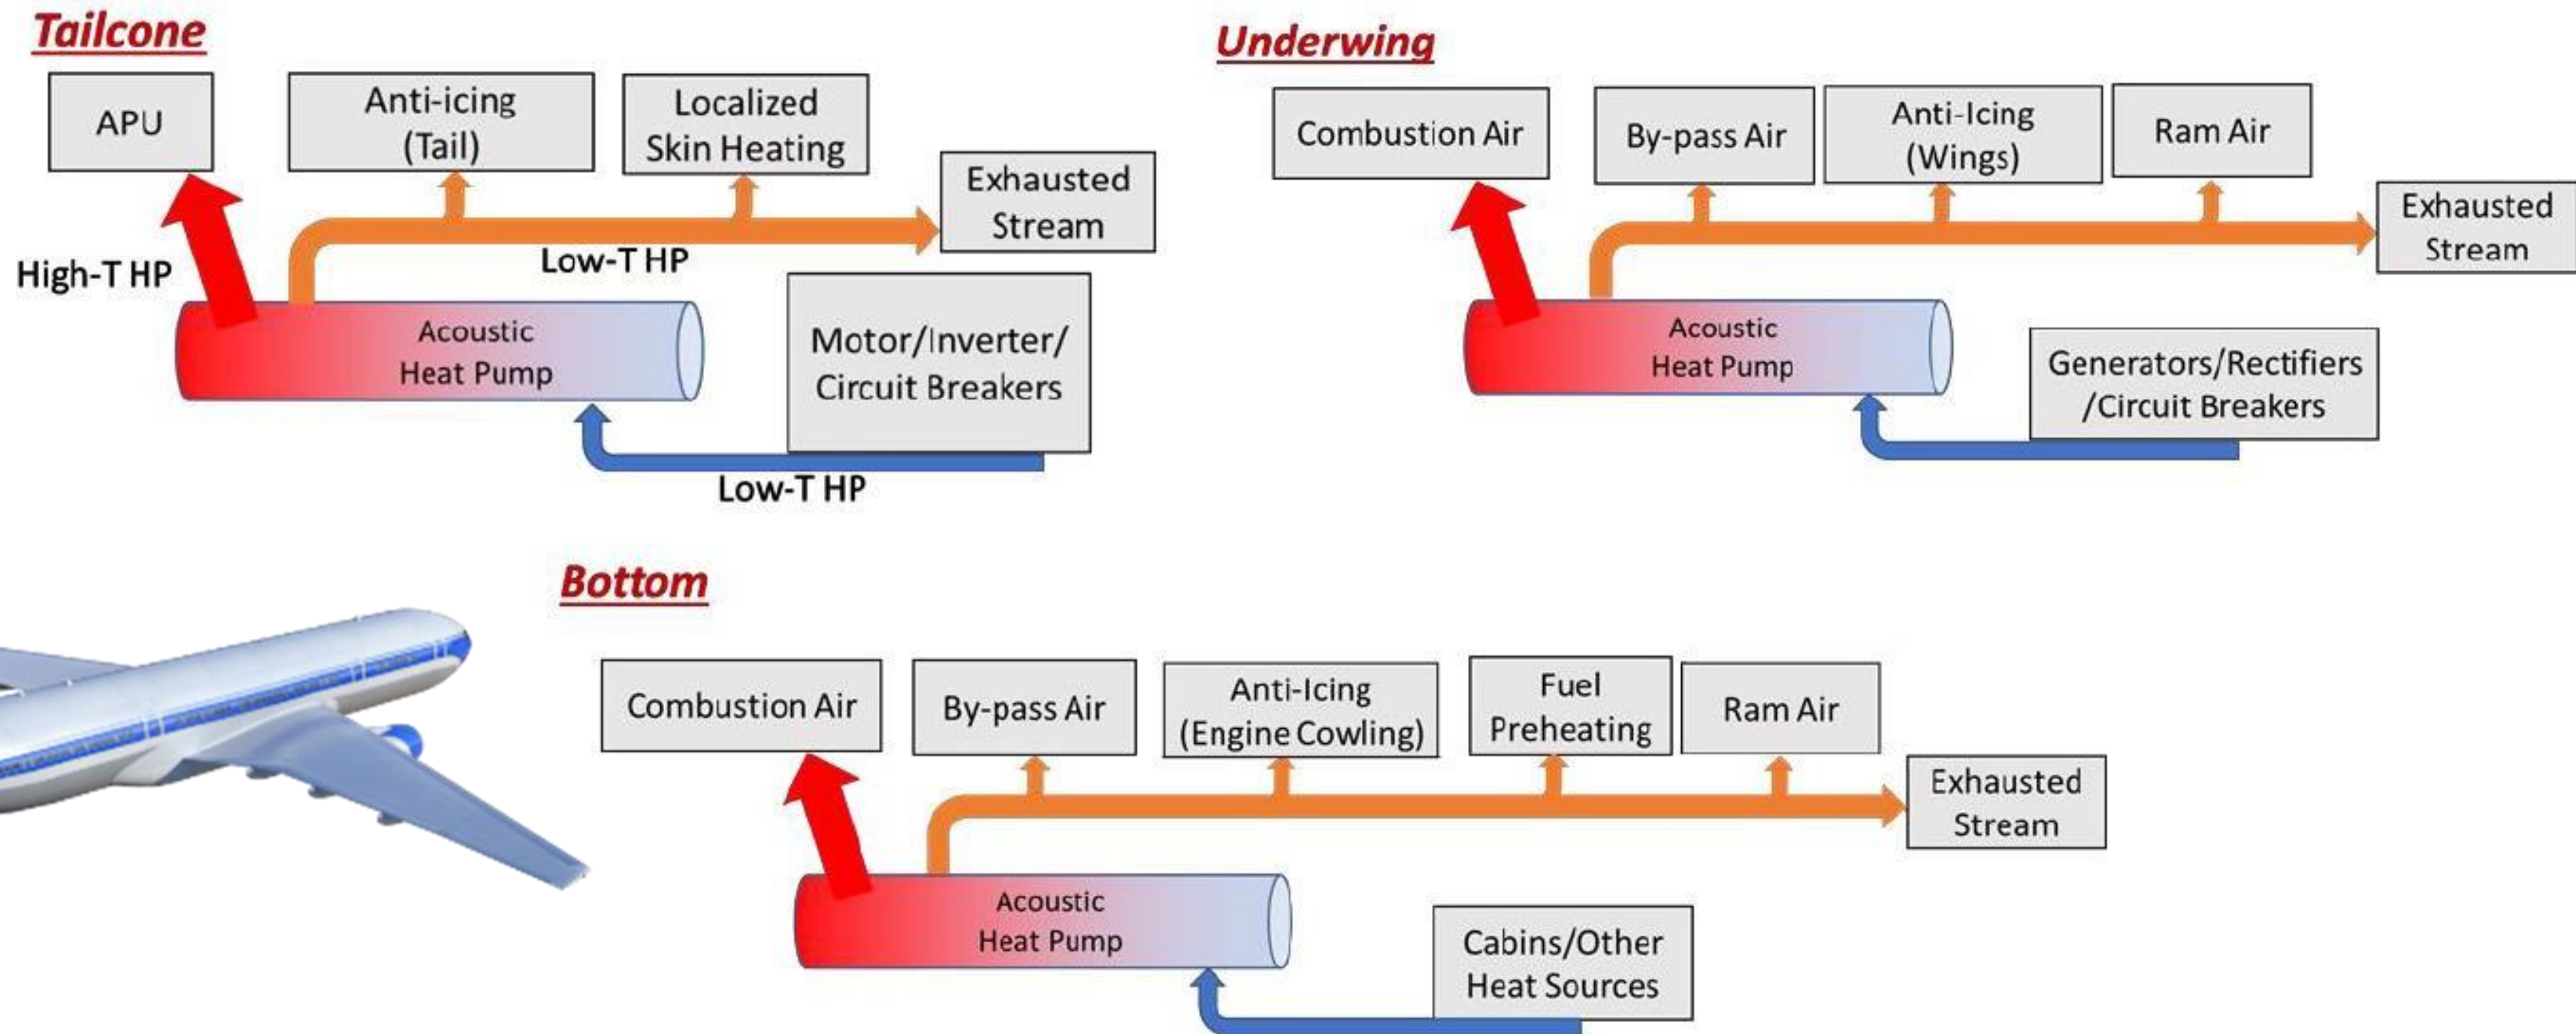 Tailcone
APU
Anti-icing
(Tail)
Localized
Skin Heating
Exhausted
Stream
High-T HP
Low-T HP
Acoustic
Heat Pump
Motor/Inverter/
Circuit Breakers
Low-T HP
Underwing
Combustion Air
By-pass Air
Anti-Icing
(Wings)
Ram Air
Exhausted
Stream
Acoustic
Heat Pump
Generators/Rectifiers
/Circuit Breakers
Bottom
Combustion Air
By-pass Air
Anti-Icing
(Engine Cowling)
Fuel
Preheating
Ram Air
Exhausted
Stream
Acoustic
Heat Pump
Cabins/Other
Heat Sources